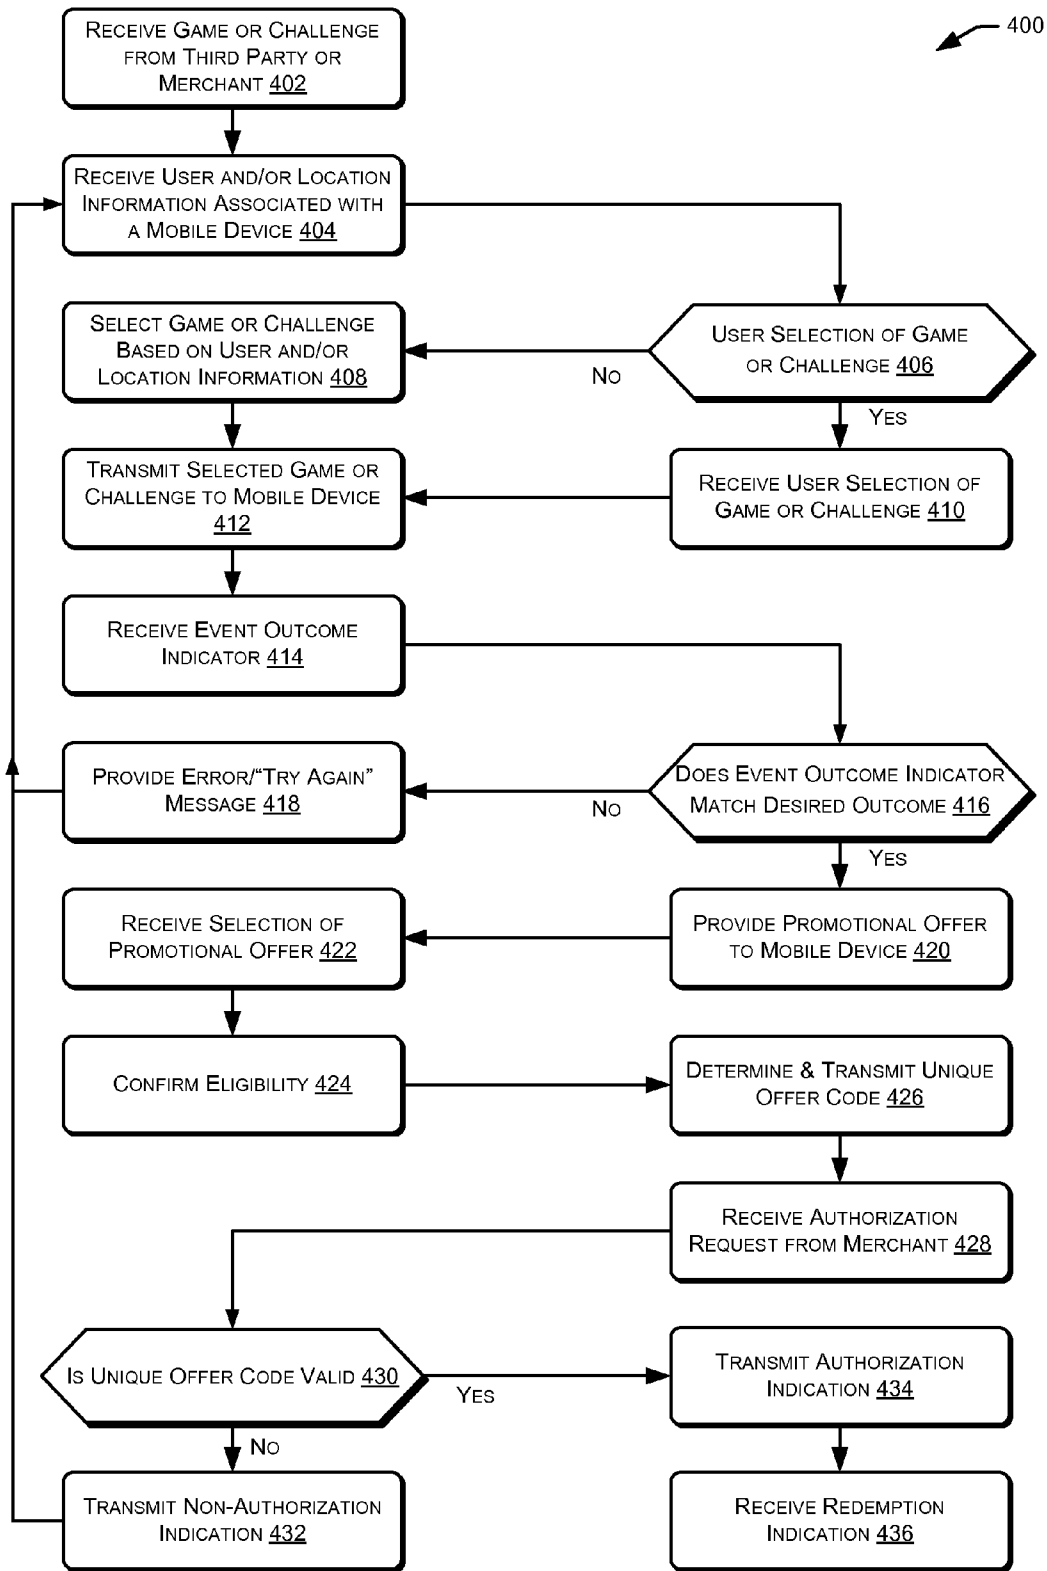 400
RECEIVE GAME OR CHALLENGE
FROM THIRD PARTY OR
MERCHANT 402
RECEIVE USER AND/OR LOCATION
INFORMATION ASSOCIATED WITH
A MOBILE DEVICE 404
SELECT GAME OR CHALLENGE
BASED ON USER AND/OR
LOCATION INFORMATION 408
USER SELECTION OF GAME
OR CHALLENGE 406
NO
YES
TRANSMIT SELECTED GAME OR
CHALLENGE TO MOBILE DEVICE
412
RECEIVE USER SELECTION OF
GAME OR CHALLENGE 410
RECEIVE EVENT OUTCOME
INDICATOR 414
PROVIDE ERROR/“TRY AGAIN”
MESSAGE 418
DOES EVENT OUTCOME INDICATOR
MATCH DESIRED OUTCOME 416
NO
YES
RECEIVE SELECTION OF
PROMOTIONAL OFFER 422
PROVIDE PROMOTIONAL OFFER
TO MOBILE DEVICE 420
CONFIRM ELIGIBILITY 424
DETERMINE & TRANSMIT UNIQUE
OFFER CODE 426
RECEIVE AUTHORIZATION
REQUEST FROM MERCHANT 428
IS UNIQUE OFFER CODE VALID 430
YES
NO
TRANSMIT AUTHORIZATION
INDICATION 434
TRANSMIT NON-AUTHORIZATION
INDICATION 432
RECEIVE REDEMPTION
INDICATION 436